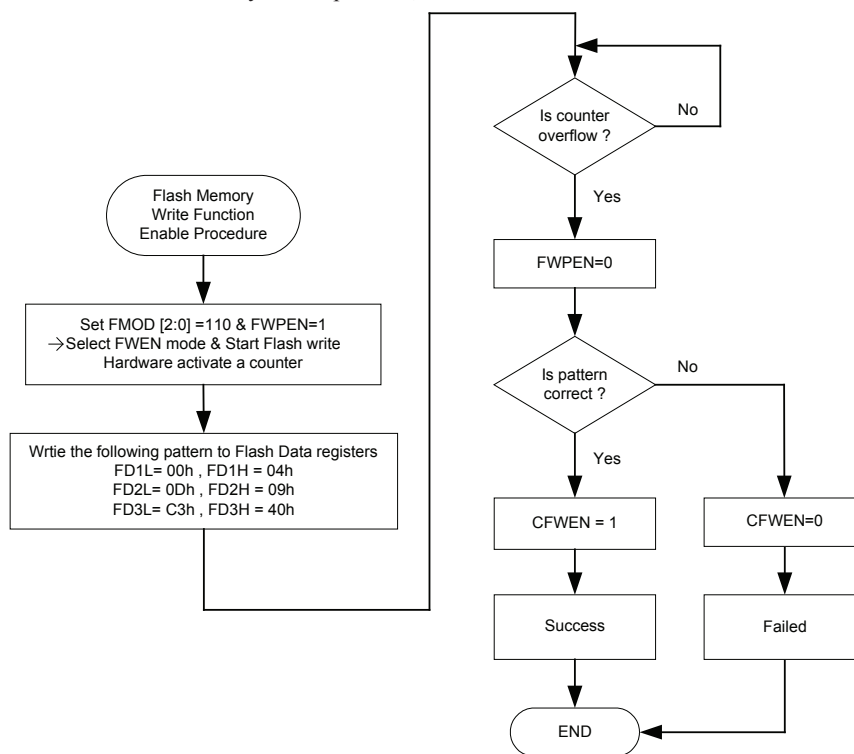 Flash Memory
Write Function
Enable Procedure
Set FMOD [2:0] =110 & FWPEN=1
→Select FWEN mode & Start Flash write
Hardware activate a counter
Wrtie the following pattern to Flash Data registers
FD1L= 00h , FD1H = 04h
FD2L= 0Dh , FD2H = 09h
FD3L= C3h , FD3H = 40h
Is counter
overflow ?
No
Yes
FWPEN=0
Is pattern
correct ?
No
Yes
CFWEN = 1
CFWEN=0
Success
Failed
END